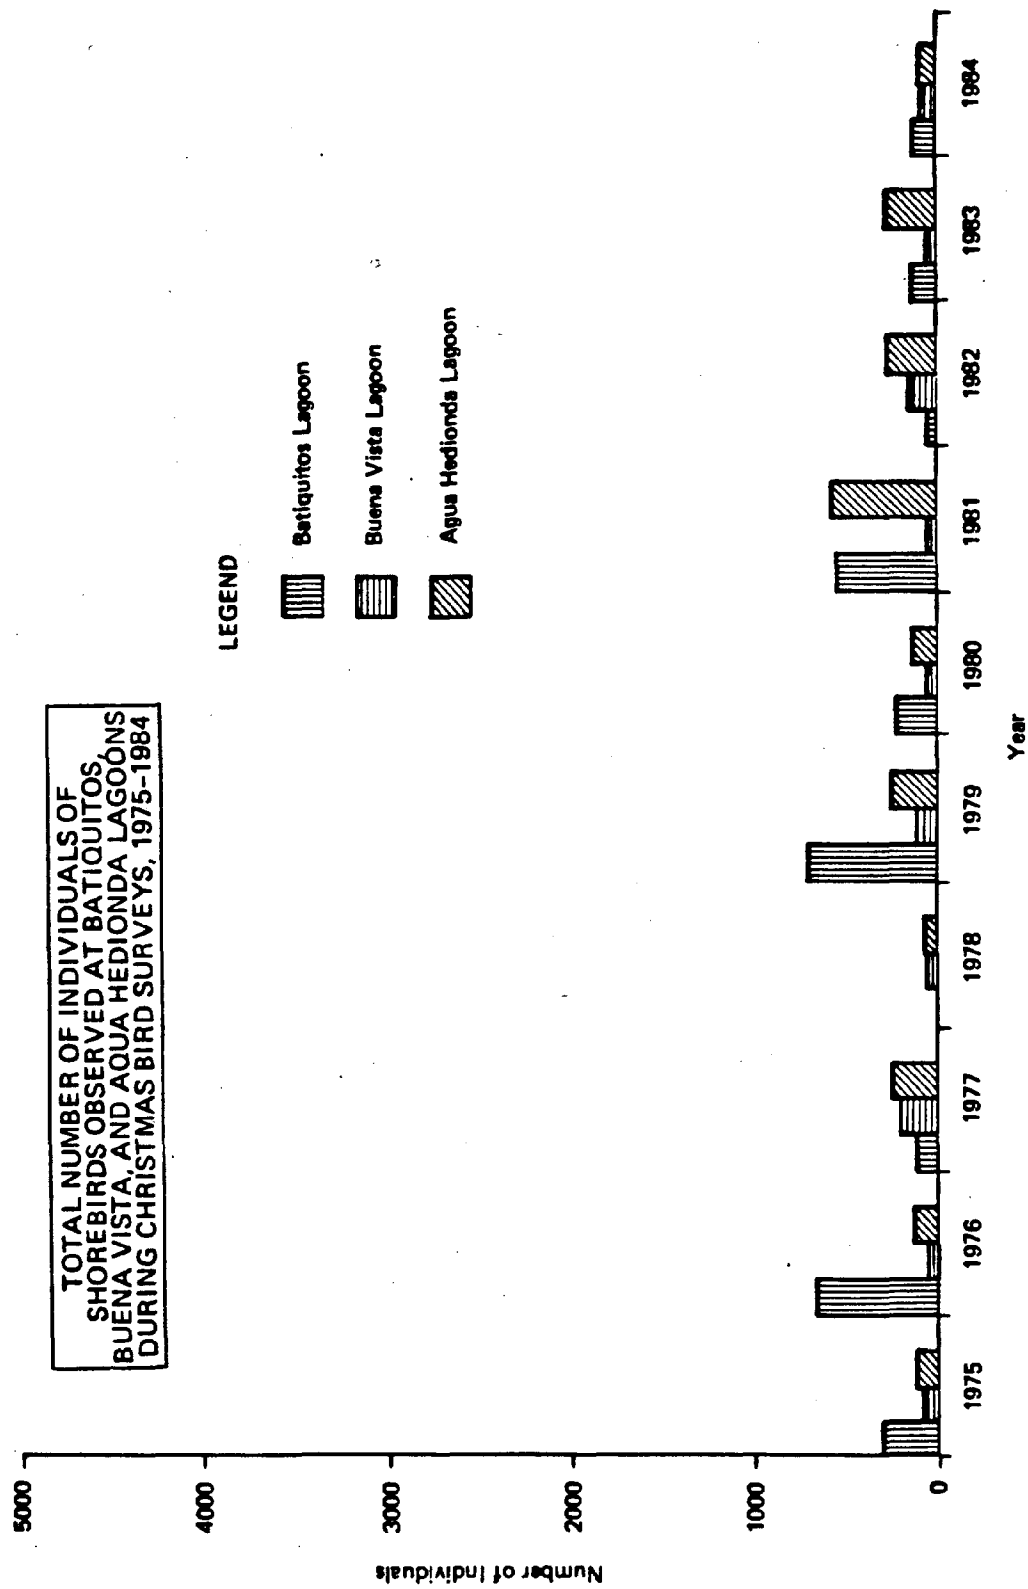 TOTAL NUMBER OF INDIVIDUALS OF
SHOREBIRDS OBSERVED AT BATIQUITOS,
BUENA VISTA, AND AQUA HEDIONDA LAGOONS
DURING CHRISTMAS BIRD SURVEYS, 1975-1984
LEGEND
Batiquitos Lagoon
Buena Vista Lagoon
Agua Hedionda Lagoon
Number of Individuals
5000
4000
3000
2000
1000
0
1975
1976
1977
1978
1979
1980
1981
1982
1983
1984
Year